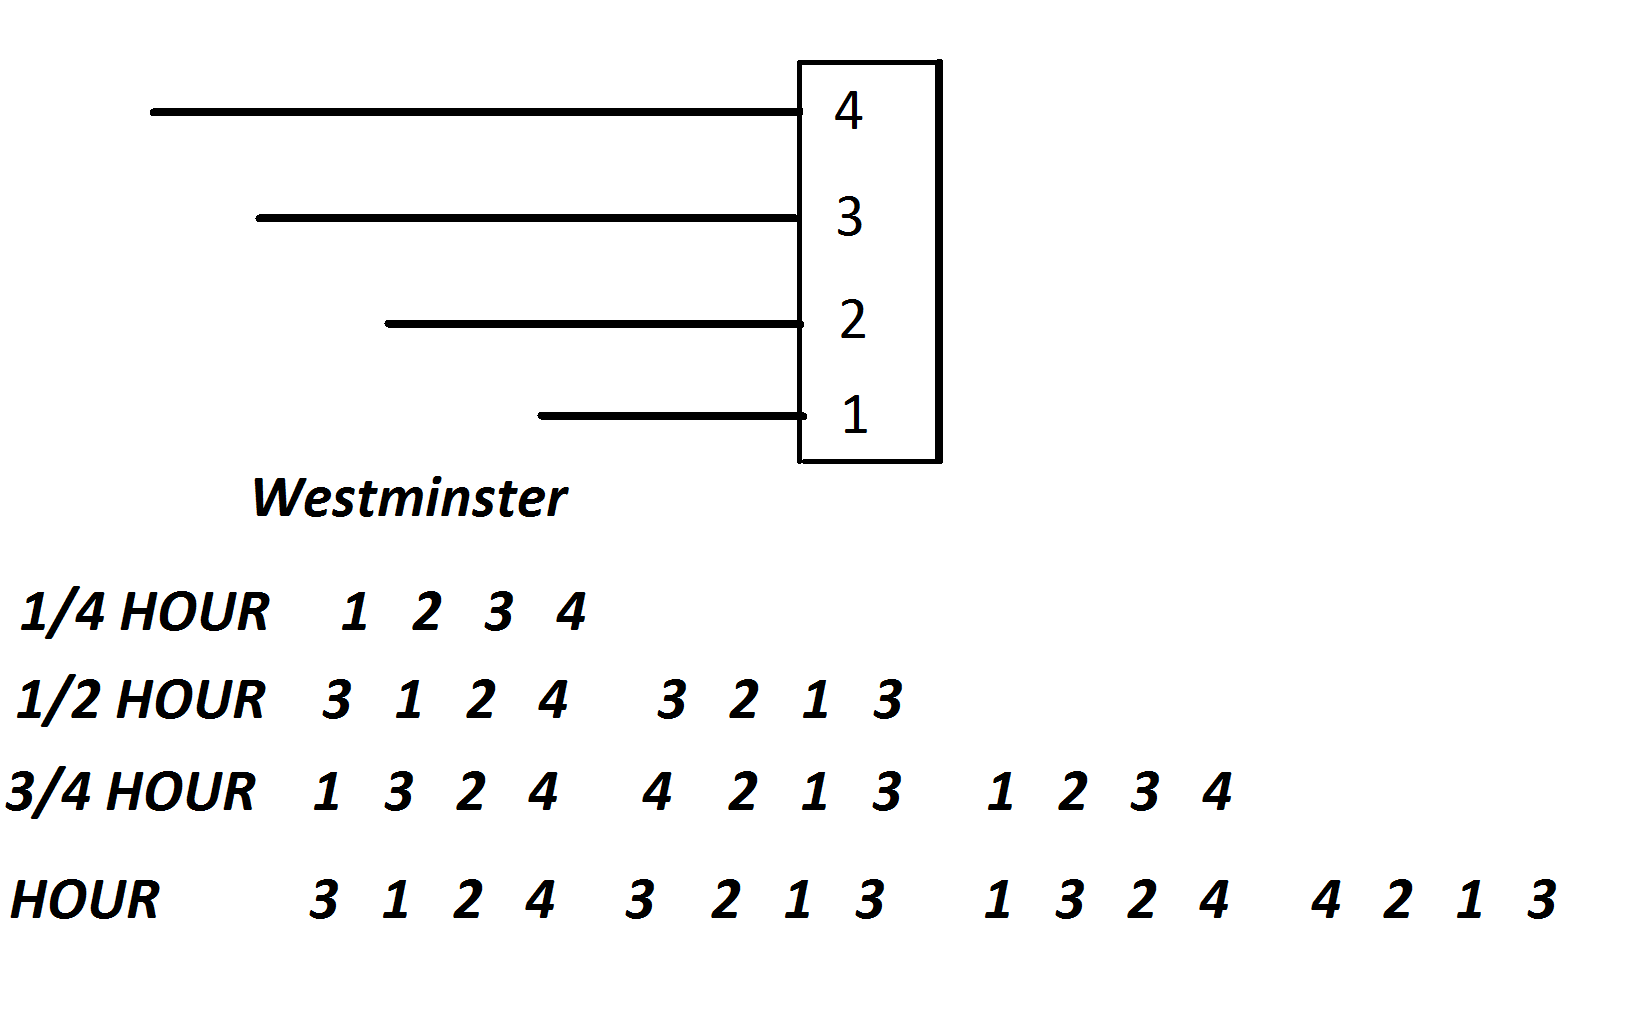 4
3
2
1
Westminster
1/4 HOUR 1 2 3 4
1/2 HOUR 3 1 2 4 3 2 1 3
3/4 HOUR 1 3 2 4 4 2 1 3 1 2 3 4
HOUR 3 1 2 4 3 2 1 3 1 3 2 4 4 2 1 3